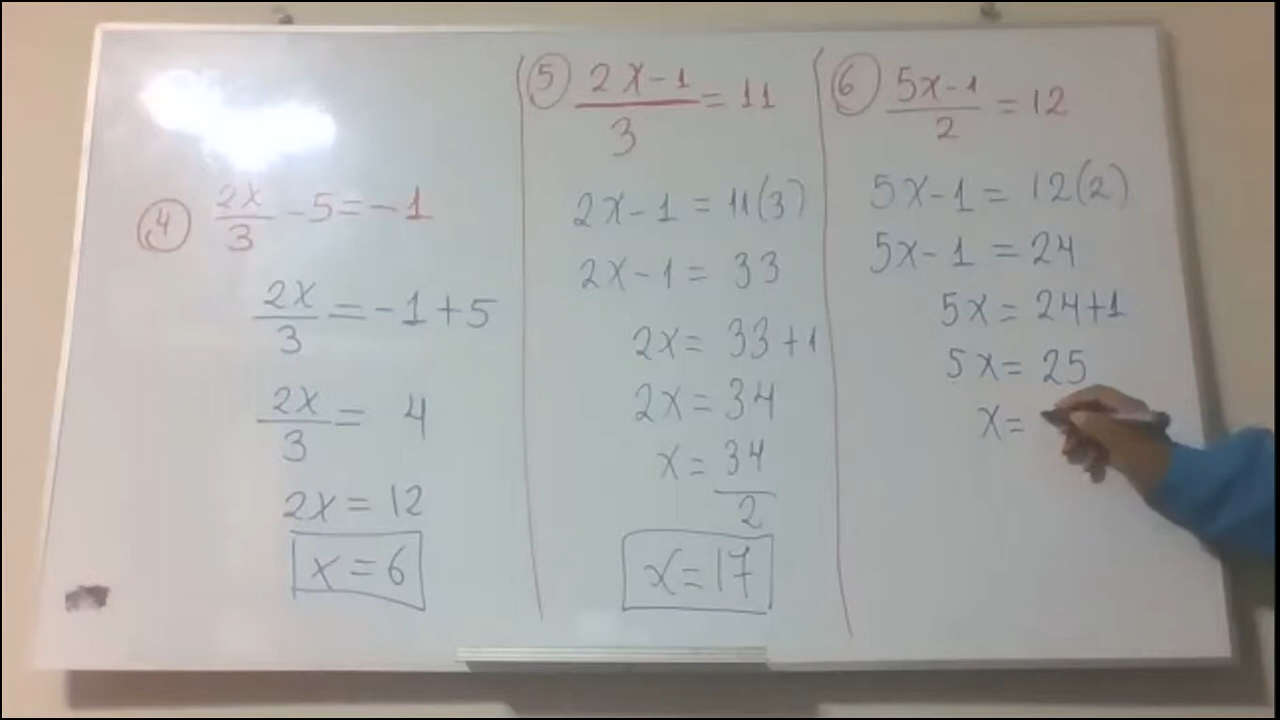 ④ 2x/3 - 5 = -1
2x/3 = -1 + 5
2x/3 = 4
2x = 12
x = 6
⑤ 2x-1/3 = 11
2x - 1 = 11(3)
2x - 1 = 33
2x = 33 + 1
2x = 34
x = 34/2
x = 17
⑥ 5x-1/2 = 12
5x - 1 = 12(2)
5x - 1 = 24
5x = 24+1
5x = 25
x =